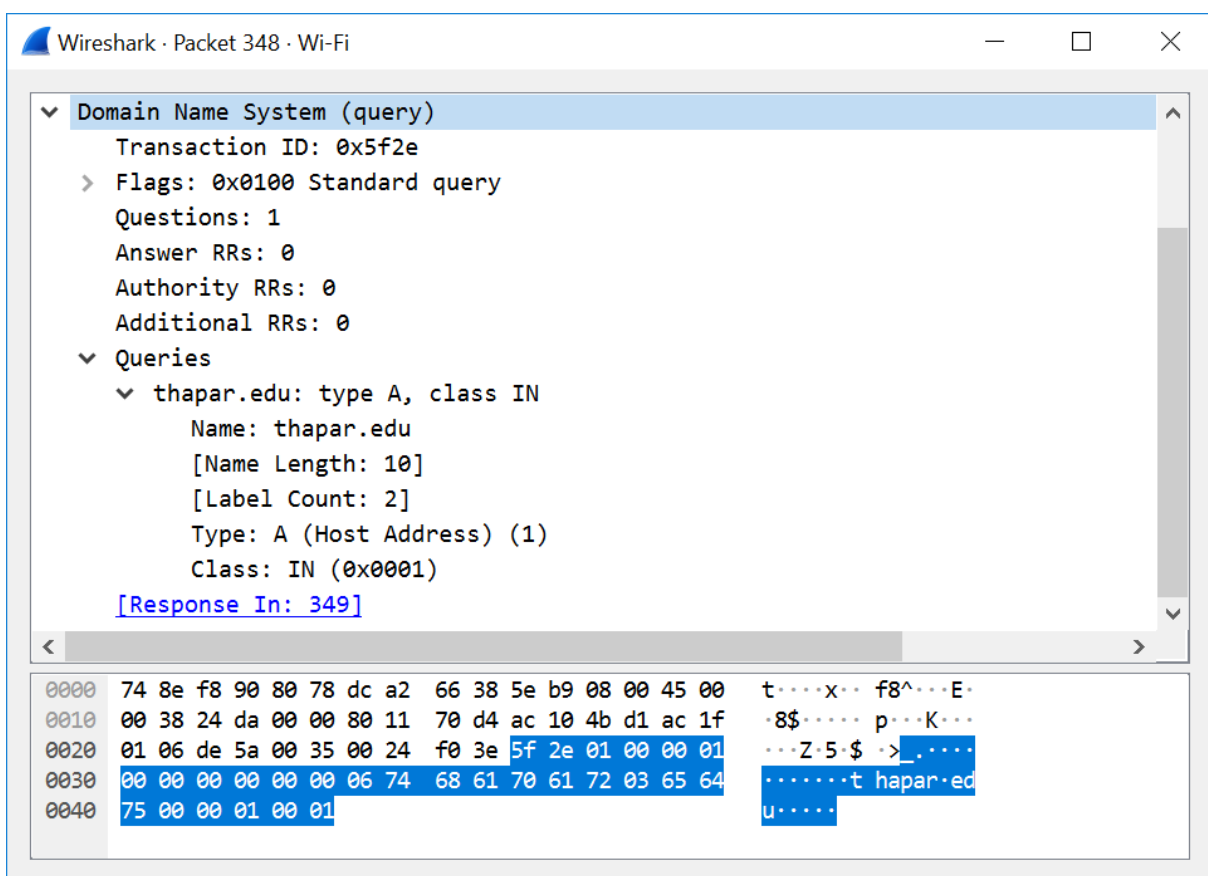 Wireshark · Packet 348 · Wi-Fi
Domain Name System (query)
Transaction ID: 0x5f2e
Flags: 0x0100 Standard query
Questions: 1
Answer RRs: 0
Authority RRs: 0
Additional RRs: 0
Queries
thapar.edu: type A, class IN
Name: thapar.edu
[Name Length: 10]
[Label Count: 2]
Type: A (Host Address) (1)
Class: IN (0x0001)
[Response In: 349]
0000 74 8e f8 90 80 78 dc a2 66 38 5e b9 08 00 45 00 t····x·· f8^···E·
0010 00 38 24 da 00 00 80 11 70 d4 ac 10 4b d1 ac 1f ·8$····· p···K···
0020 01 06 de 5a 00 35 00 24 f0 3e 5f 2e 01 00 00 01 ···Z·5·$ ·>_.····
0030 00 00 00 00 00 00 06 74 68 61 70 61 72 03 65 64 ·······t hapar·ed
0040 75 00 00 01 00 01 u·····